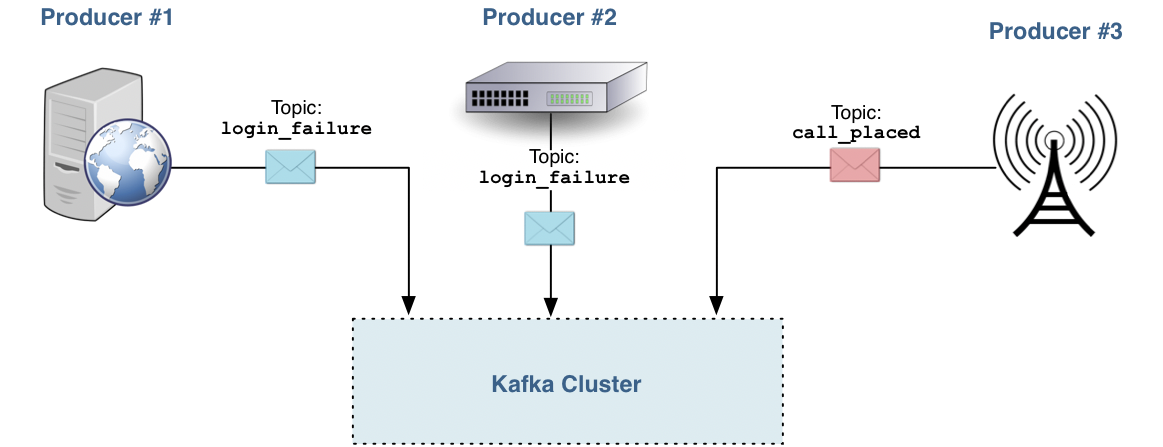 Producer #1
Producer #2
Producer #3
Topic:
login_failure
Topic:
login_failure
Topic:
call_placed
Kafka Cluster